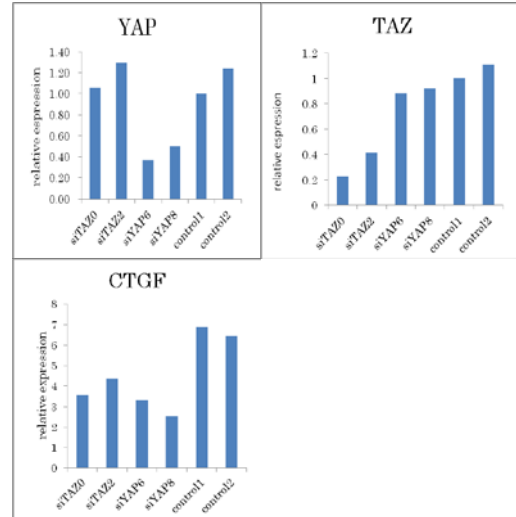 YAP
relative espression
1.40
1.20
1.00
0.80
0.60
0.40
0.20
0.00
siTAZ0
siTAZ2
siYAP6
siYAP8
control1
control2
TAZ
relative espression
1.2
1
0.8
0.6
0.4
0.2
0
siTAZ0
siTAZ2
siYAP6
siYAP8
control1
control2
CTGF
relative expression
8
7
6
5
4
3
2
1
0
siTAZ0
siTAZ2
siYAP6
siYAP8
control1
control2